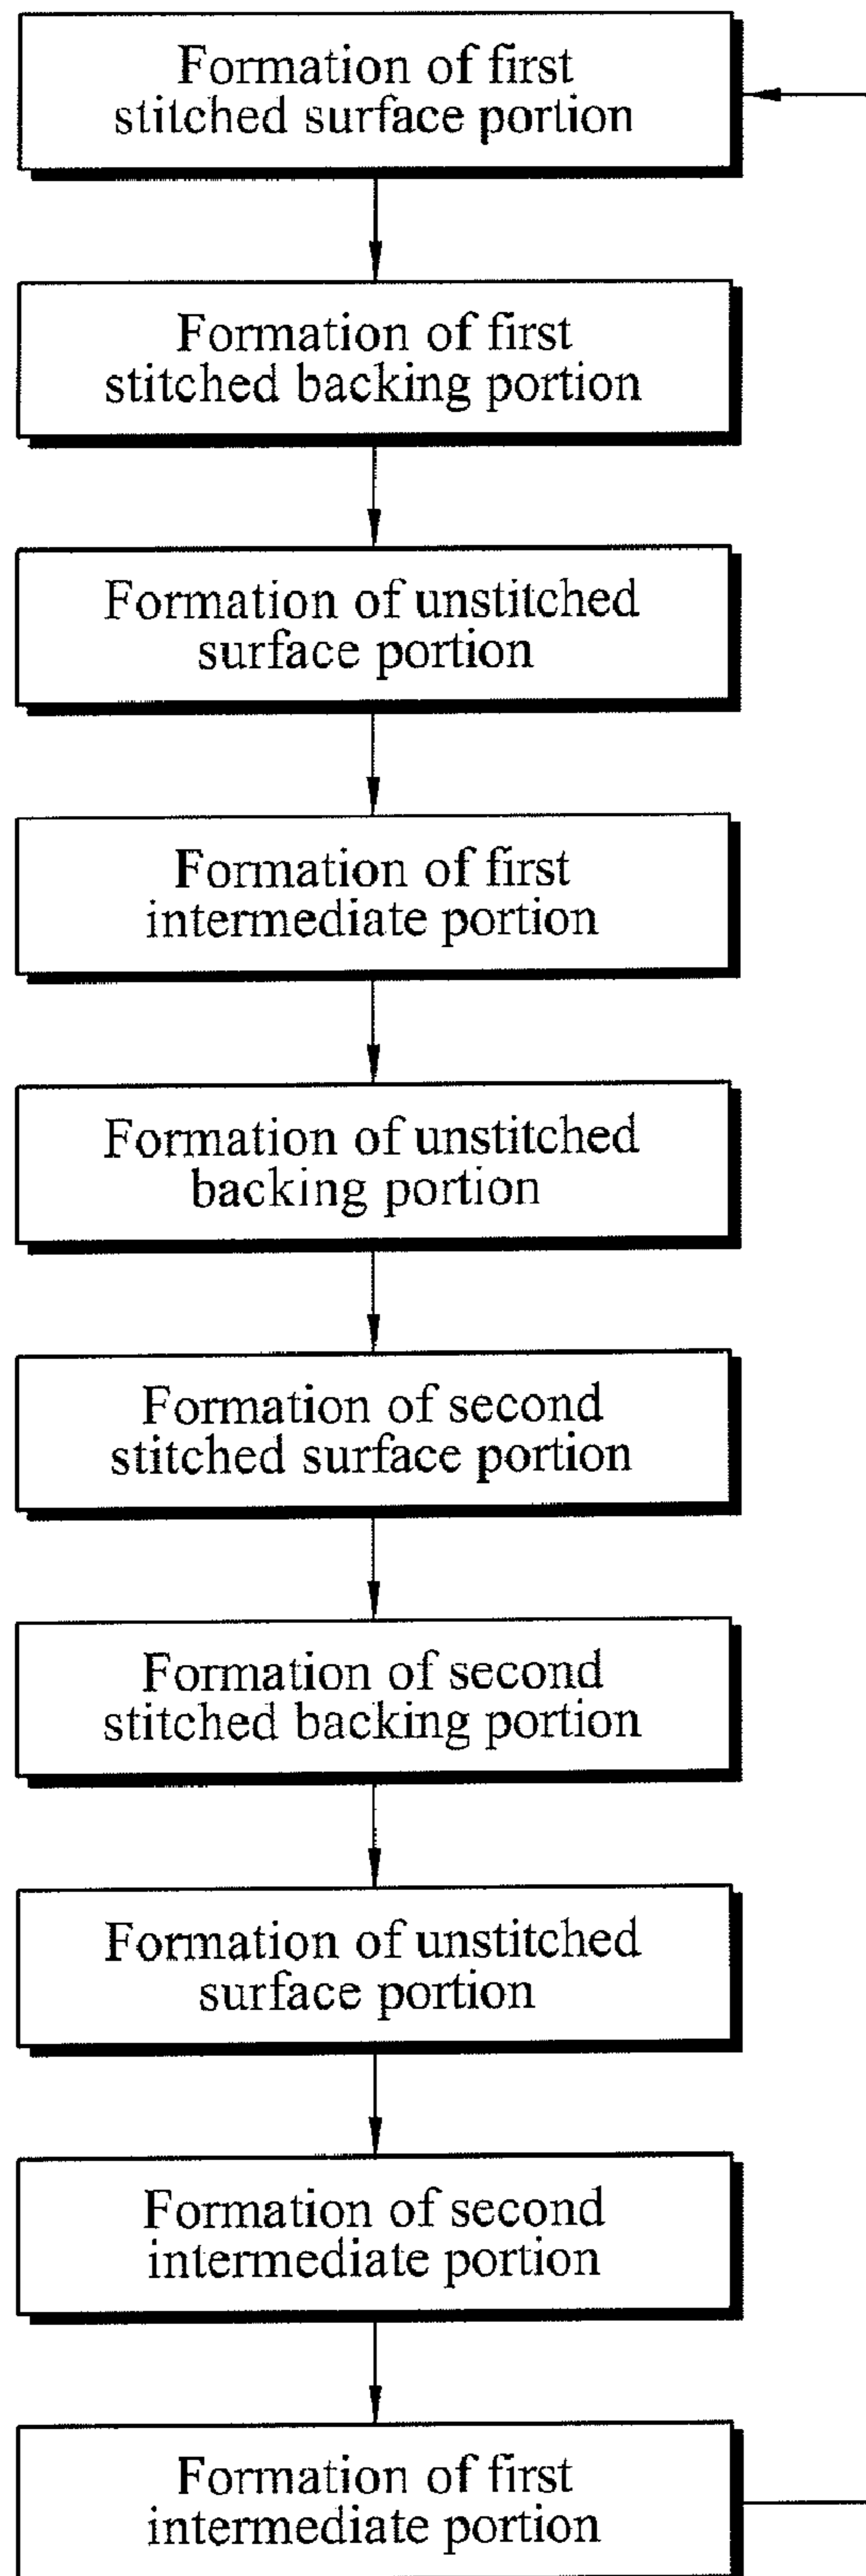 Formation of first
stitched surface portion
Formation of first
stitched backing portion
Formation of unstitched
surface portion
Formation of first
intermediate portion
Formation of unstitched
backing portion
Formation of second
stitched surface portion
Formation of second
stitched backing portion
Formation of unstitched
surface portion
Formation of second
intermediate portion
Formation of first
intermediate portion